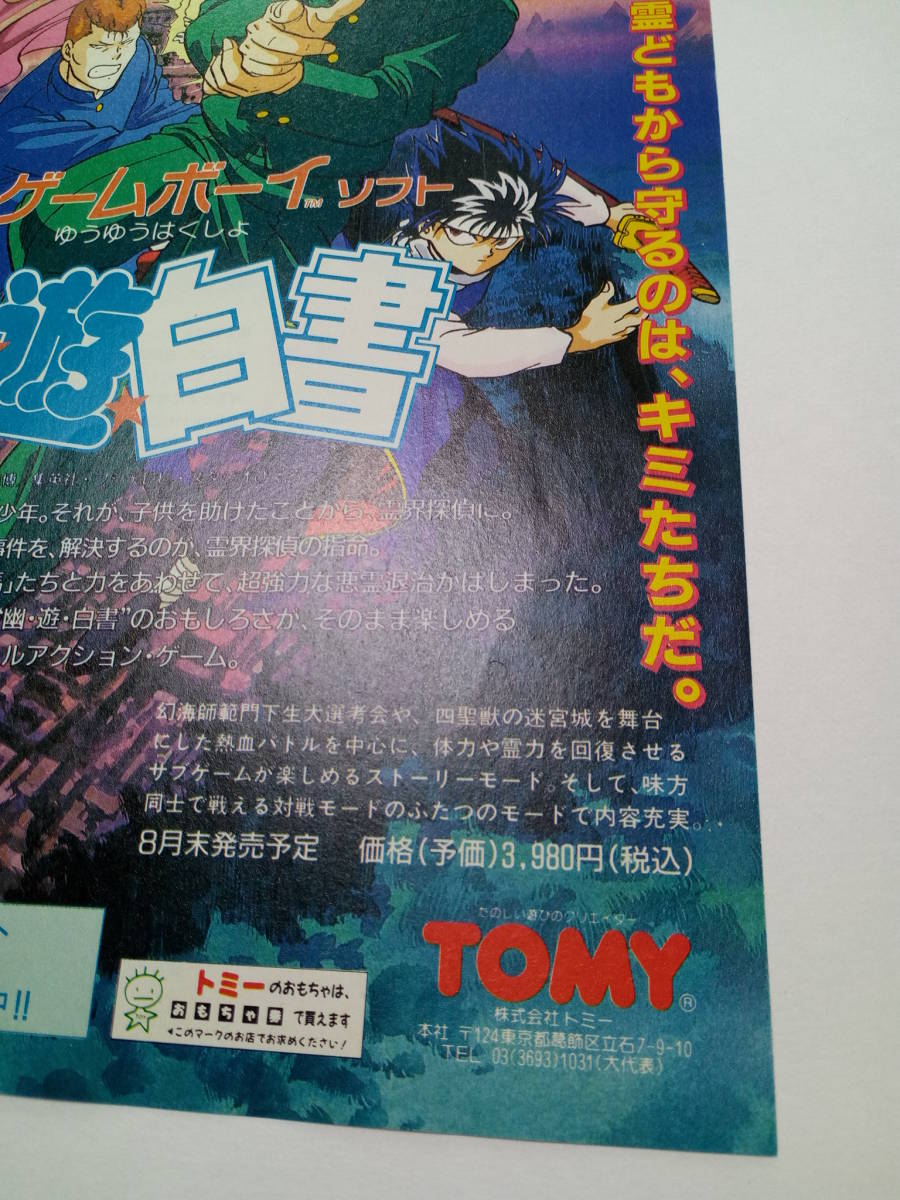 霊どもから守るのは、キミたちだ。
ゲームボーイ™ ソフト
ゆうゆうはくしよ
遊★白書
集英社・
少年。それが、子供を助けたことから、霊界探偵に。
事件を、解決するのが、霊界探偵の指命。
」たちと力をあわせて、超強力な悪霊退治がはじまった。
"幽・遊・白書"のおもしろさが、そのまま楽しめる
ルアクション・ゲーム。
幻海師範門下生大選考会や、四聖獣の迷宮城を舞台
にした熱血バトルを中心に、体力や霊力を回復させる
サブゲームが楽しめるストーリーモード。そして、味方
同士で戦える対戦モードのふたつのモードで内容充実。
8月末発売予定 価格(予価)3,980円(税込)
!!
トミーのおもちゃは、
おもちゃ券で買えます
◀このマークのお店でお求めください!
たのしい遊びのクリエイター
TOMY®
株式会社トミー
本社 〒124東京都葛飾区立石7-9-10
TEL 03(3693)1031(大代表)